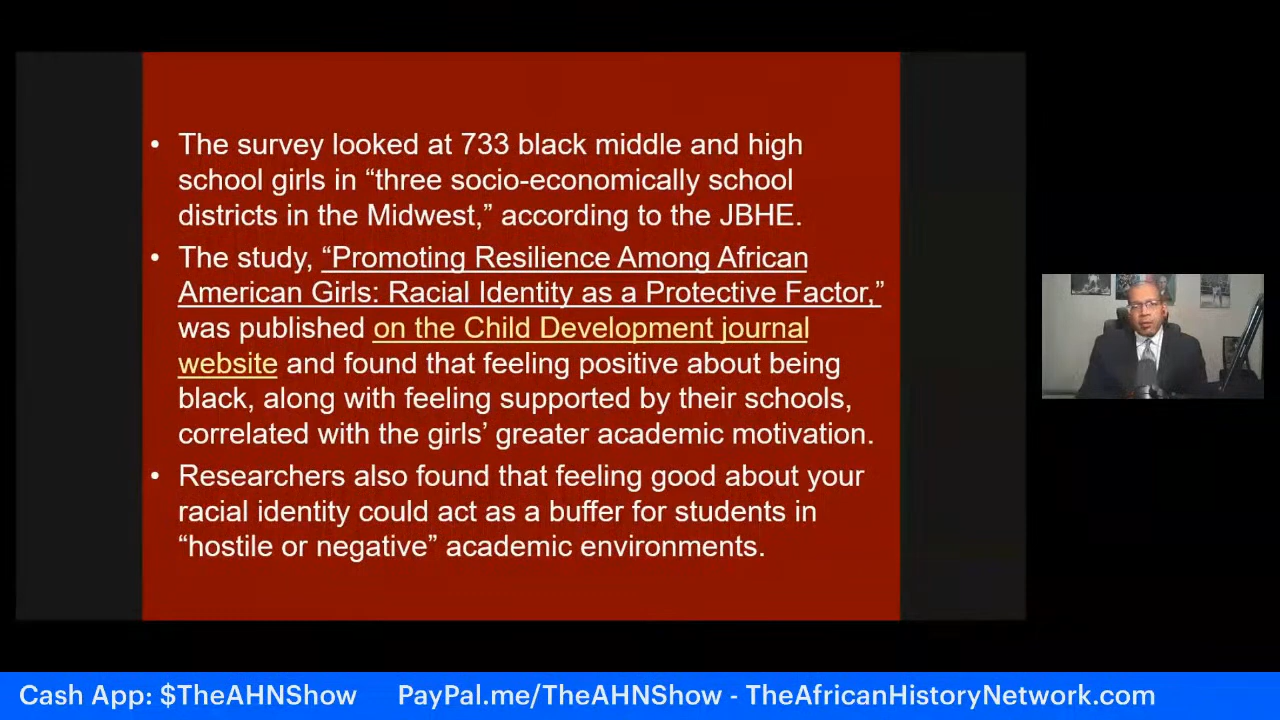 • The survey looked at 733 black middle and high
school girls in “three socio-economically school
districts in the Midwest,” according to the JBHE.
• The study, “Promoting Resilience Among African
American Girls: Racial Identity as a Protective Factor,”
was published on the Child Development journal
website and found that feeling positive about being
black, along with feeling supported by their schools,
correlated with the girls’ greater academic motivation.
• Researchers also found that feeling good about your
racial identity could act as a buffer for students in
“hostile or negative” academic environments.
Cash App: $TheAHNShow PayPal.me/TheAHNShow - TheAfricanHistoryNetwork.com